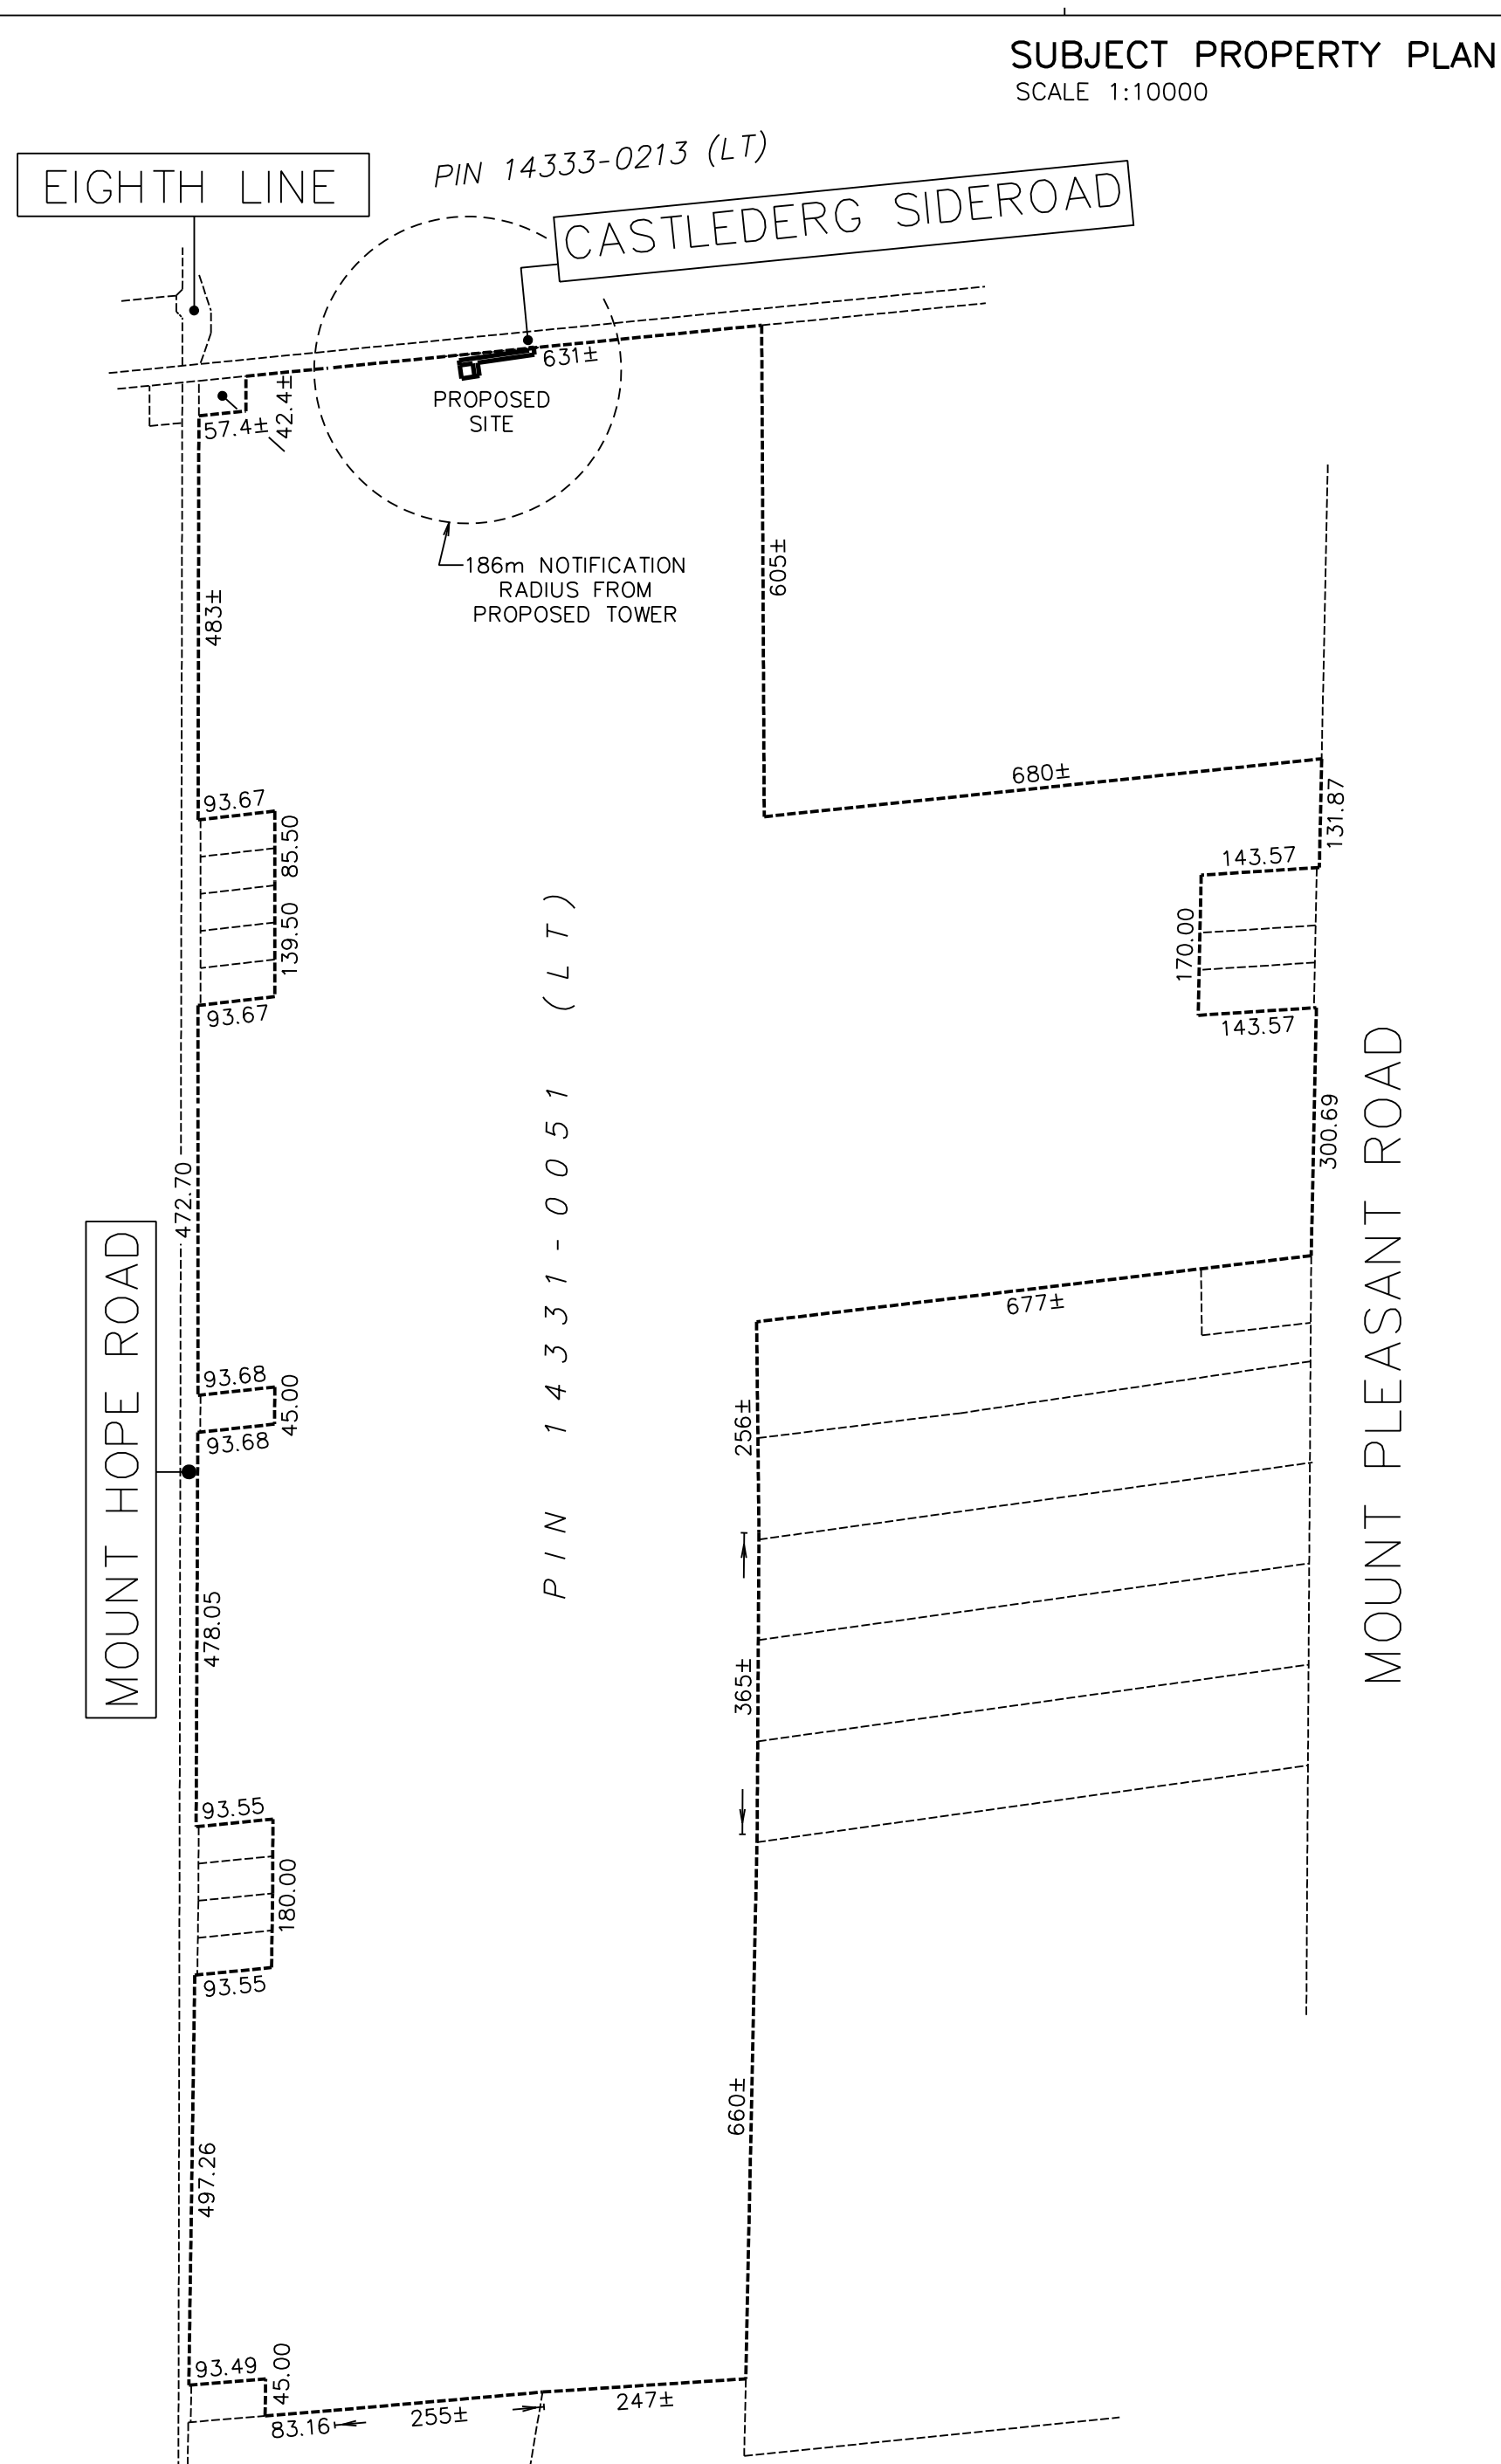 SUBJECT PROPERTY PLAN
SCALE 1:10000
EIGHTH LINE
PIN 14333-0213 (LT)
CASTLEDERG SIDEROAD
631±
PROPOSED
SITE
57.4±
42.4±
186m NOTIFICATION
RADIUS FROM
PROPOSED TOWER
483±
605±
680±
131.87
93.67
85.50
139.50
93.67
143.57
170.00
143.57
300.69
MOUNT PLEASANT ROAD
PIN 14331-0051 (LT)
472.70
MOUNT HOPE ROAD
677±
93.68
45.00
93.68
256±
478.05
365±
93.55
180.00
93.55
660±
497.26
93.49
45.00
83.16
255±
247±